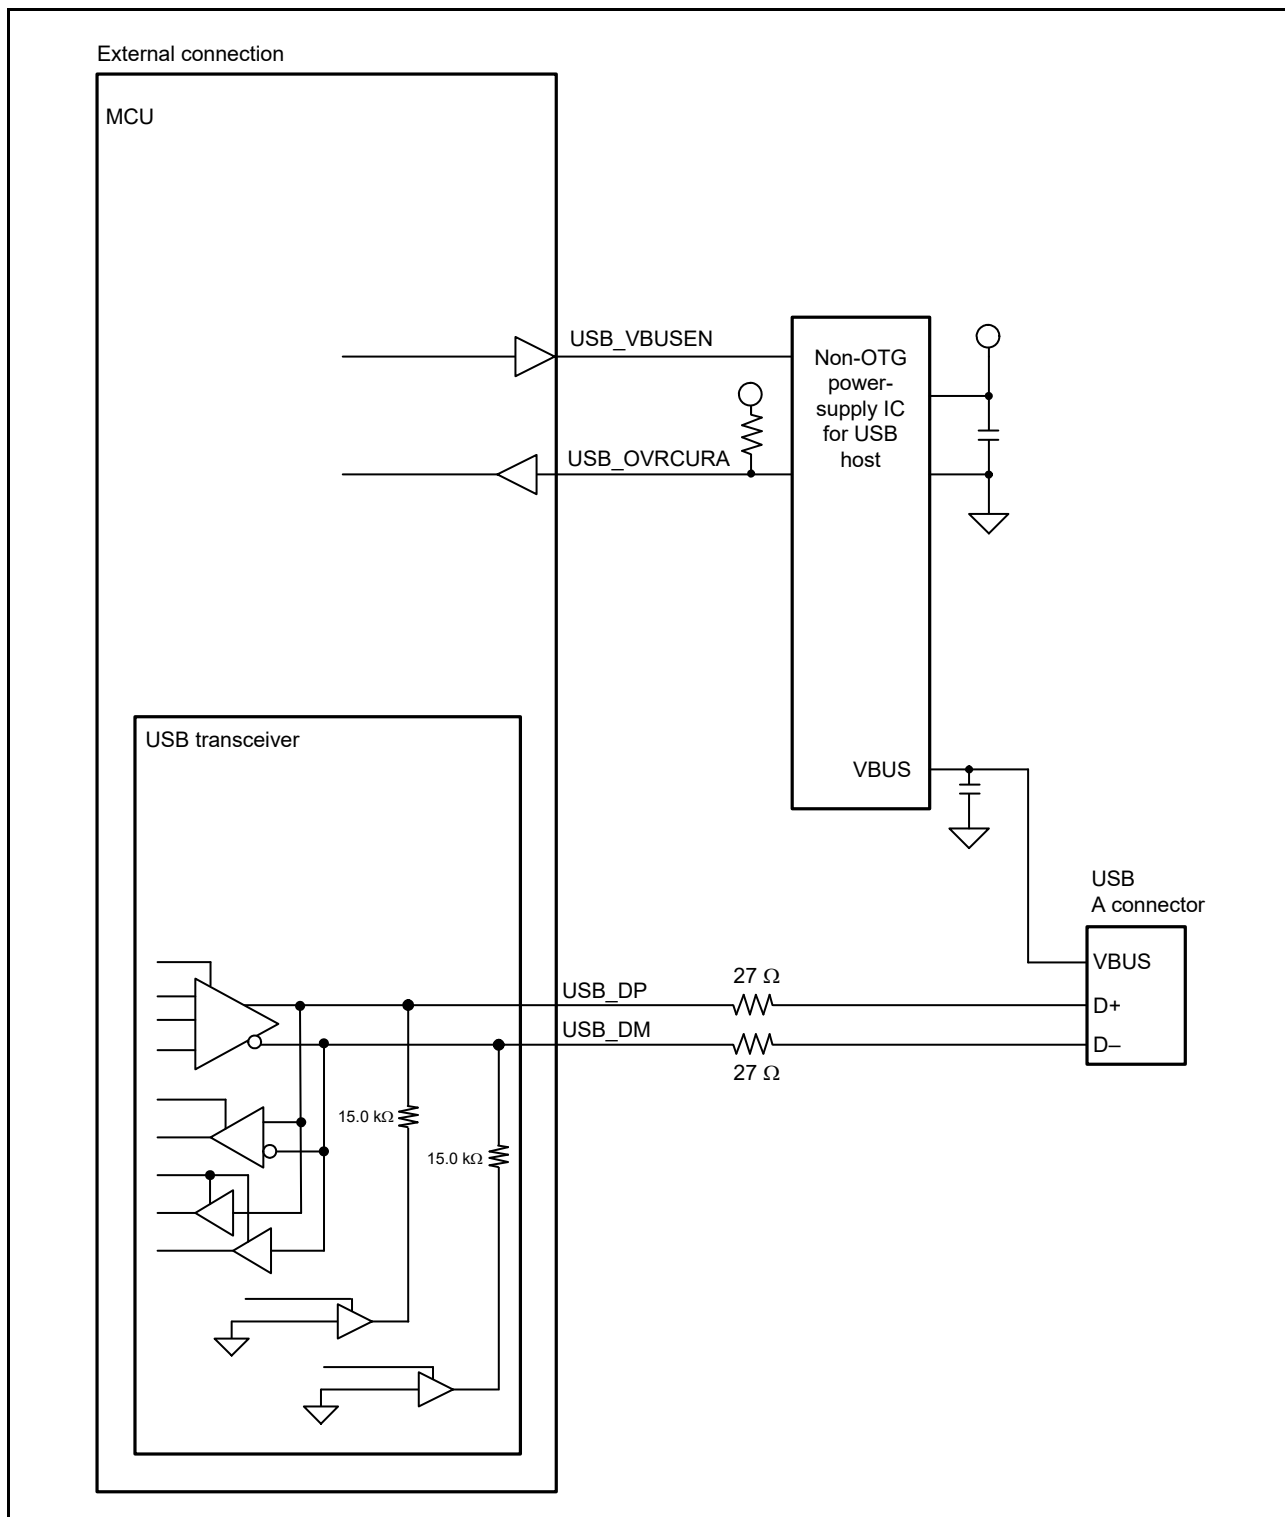 External connection
MCU
USB_VBUSEN
Non-OTG
power-
supply IC
for USB
host
USB_OVRCURA
USB transceiver
VBUS
USB
A connector
VBUS
27 Ω
USB_DP
D+
USB_DM
D–
27 Ω
15.0 kΩ
15.0 kΩ